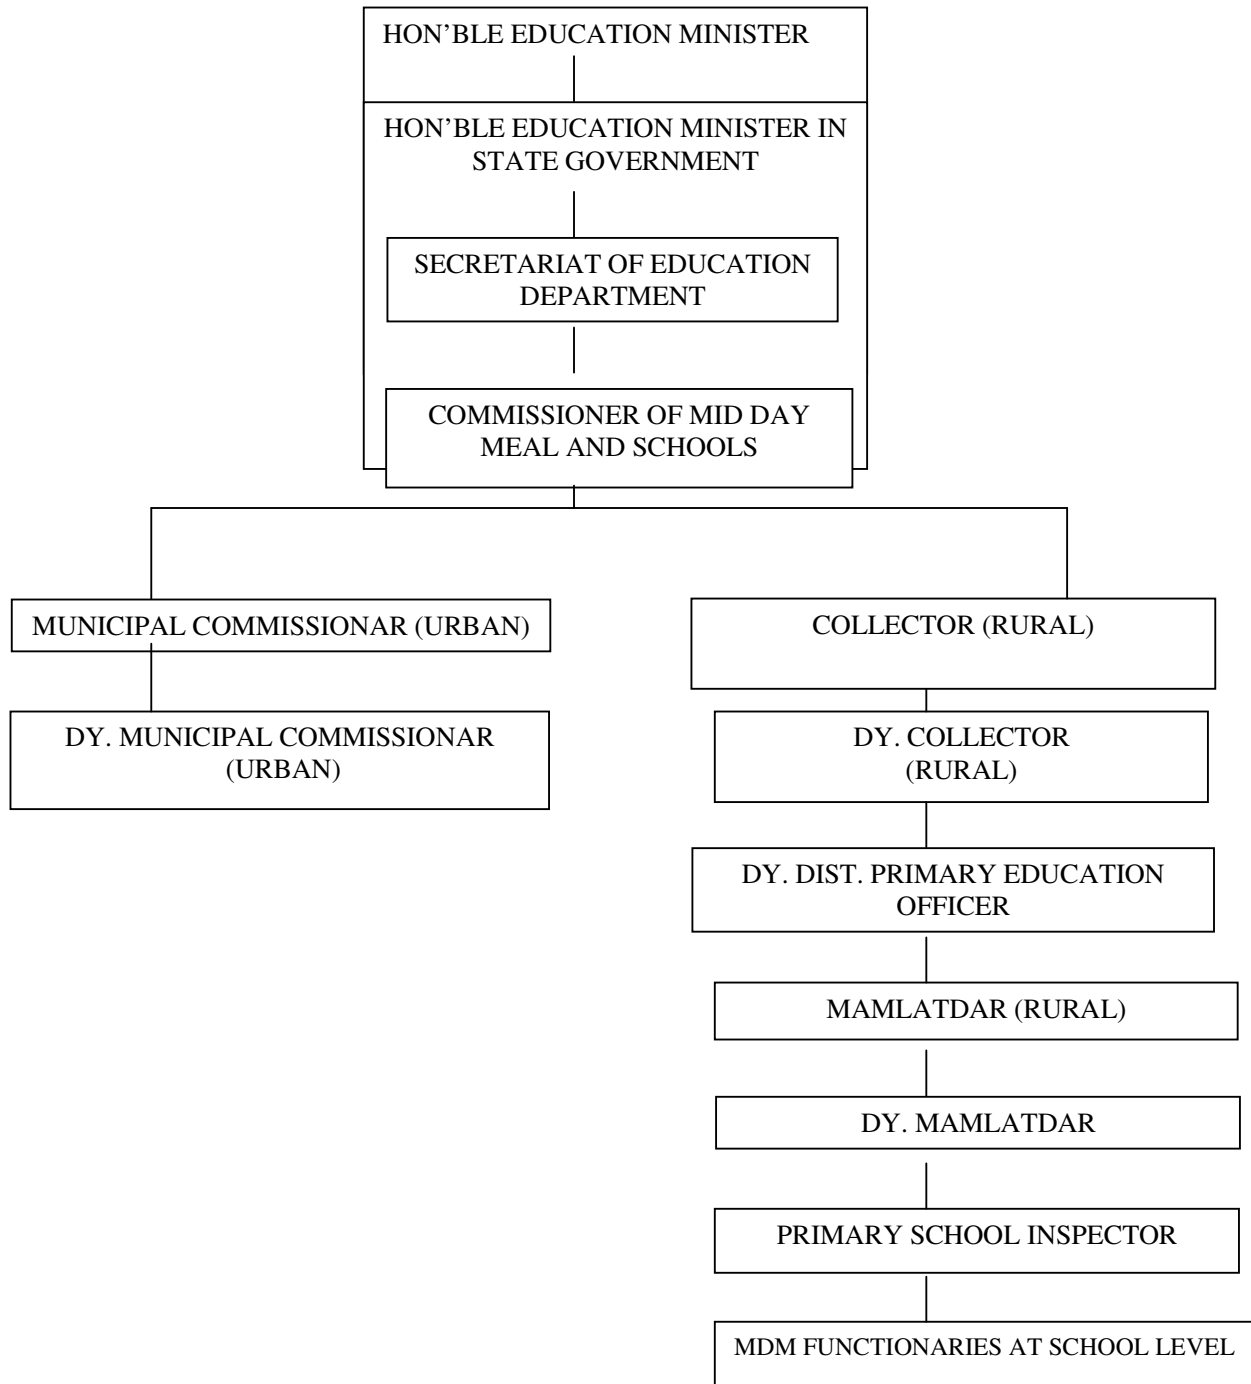 HON’BLE EDUCATION MINISTER
HON’BLE EDUCATION MINISTER IN
STATE GOVERNMENT
SECRETARIAT OF EDUCATION
DEPARTMENT
COMMISSIONER OF MID DAY
MEAL AND SCHOOLS
MUNICIPAL COMMISSIONAR (URBAN)
DY. MUNICIPAL COMMISSIONAR
(URBAN)
COLLECTOR (RURAL)
DY. COLLECTOR
(RURAL)
DY. DIST. PRIMARY EDUCATION
OFFICER
MAMLATDAR (RURAL)
DY. MAMLATDAR
PRIMARY SCHOOL INSPECTOR
MDM FUNCTIONARIES AT SCHOOL LEVEL